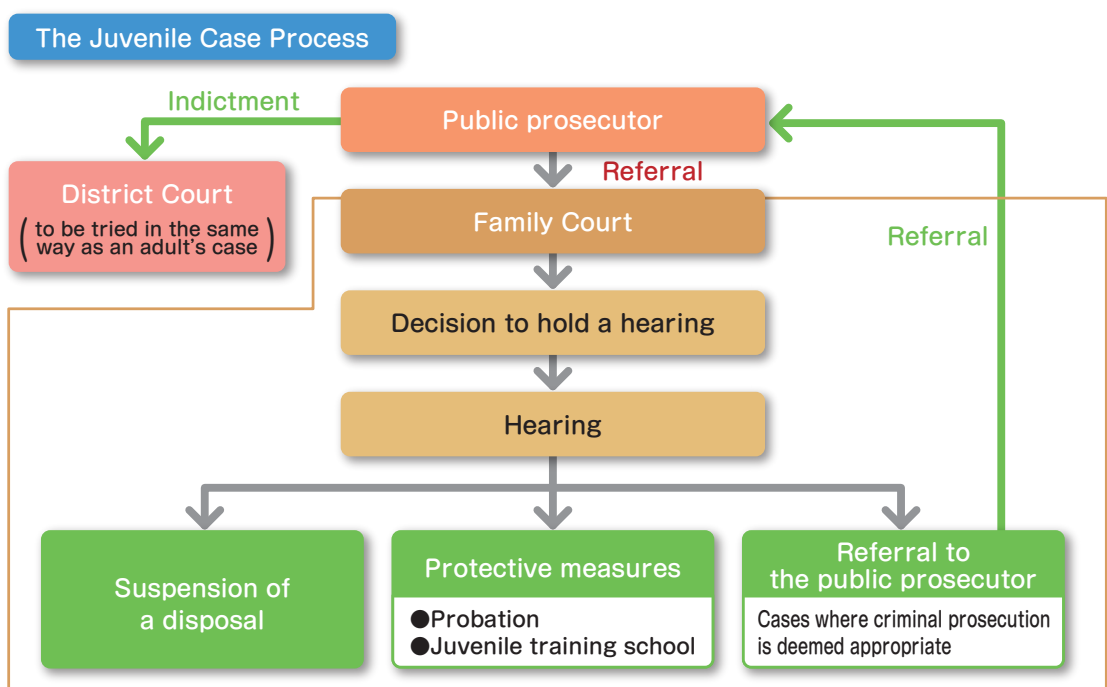 The Juvenile Case Process
Indictment
Public prosecutor
Referral
District Court
(to be tried in the same
way as an adult's case)
Family Court
Referral
Decision to hold a hearing
Hearing
Suspension of
a disposal
Protective measures
●Probation
●Juvenile training school
Referral to
the public prosecutor
Cases where criminal prosecution
is deemed appropriate